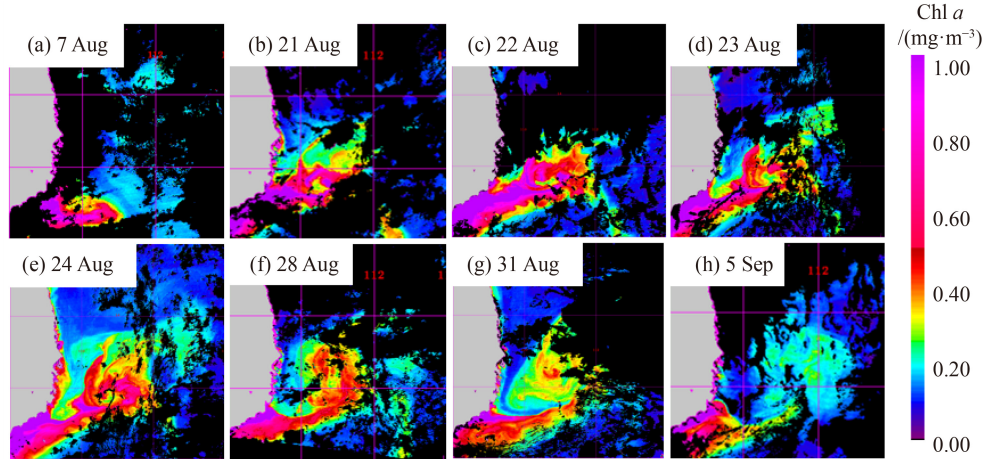 (a) 7 Aug
112
(b) 21 Aug
112
(c) 22 Aug
(d) 23 Aug
112
Chl a
/(mg·m⁻³)
1.00
0.80
0.60
0.40
0.20
0.00
(e) 24 Aug
(f) 28 Aug
112
(g) 31 Aug
(h) 5 Sep
112